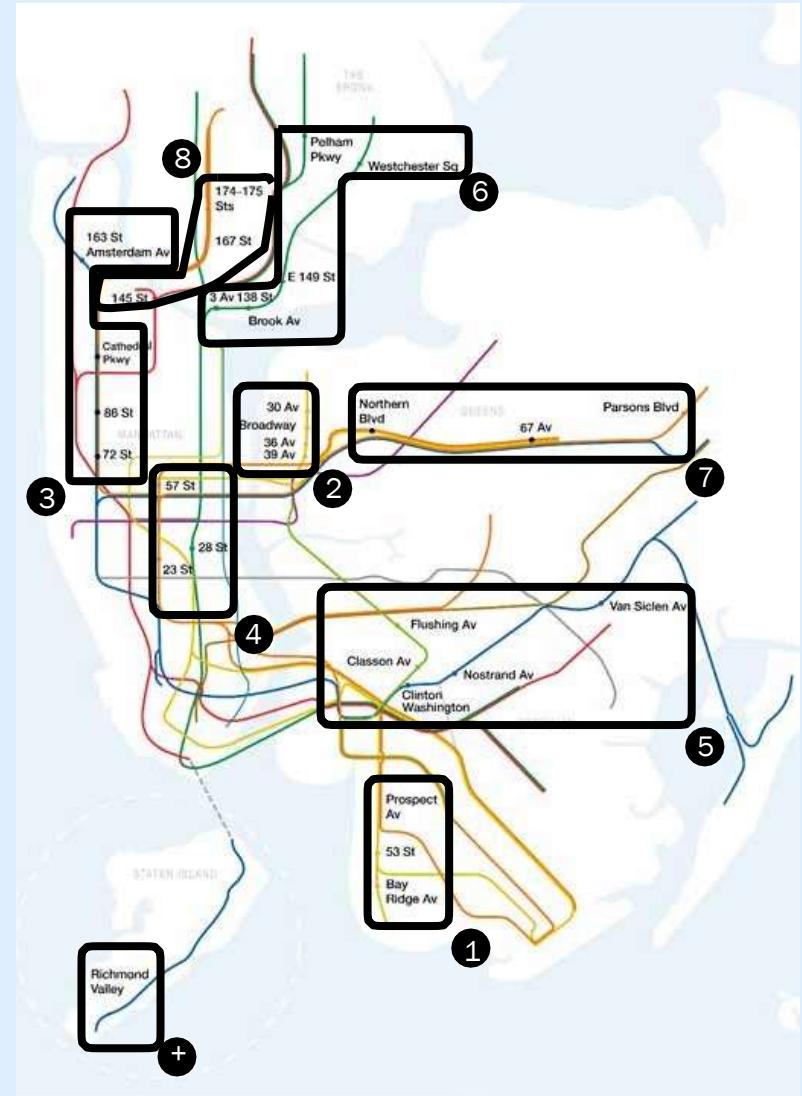 THE
BRONX
8
Pelham
Pkwy
Westchester Sq
6
174-175
Sts
163 St
Amsterdam Av
167 St
E 149 St
145 St
3 Av 138 St
Brook Av
Cathedral
Pkwy
86 St
MANHATTAN
72 St
3
30 Av
Broadway
36 Av
39 Av
2
Northern
Blvd
QUEENS
67 Av
Parsons Blvd
7
57 St
28 St
23 St
4
Van Siclen Av
Flushing Av
Classon Av
Nostrand Av
Clinton
Washington
5
Prospect
Av
53 St
Bay
Ridge Av
1
STATEN ISLAND
Richmond
Valley
+